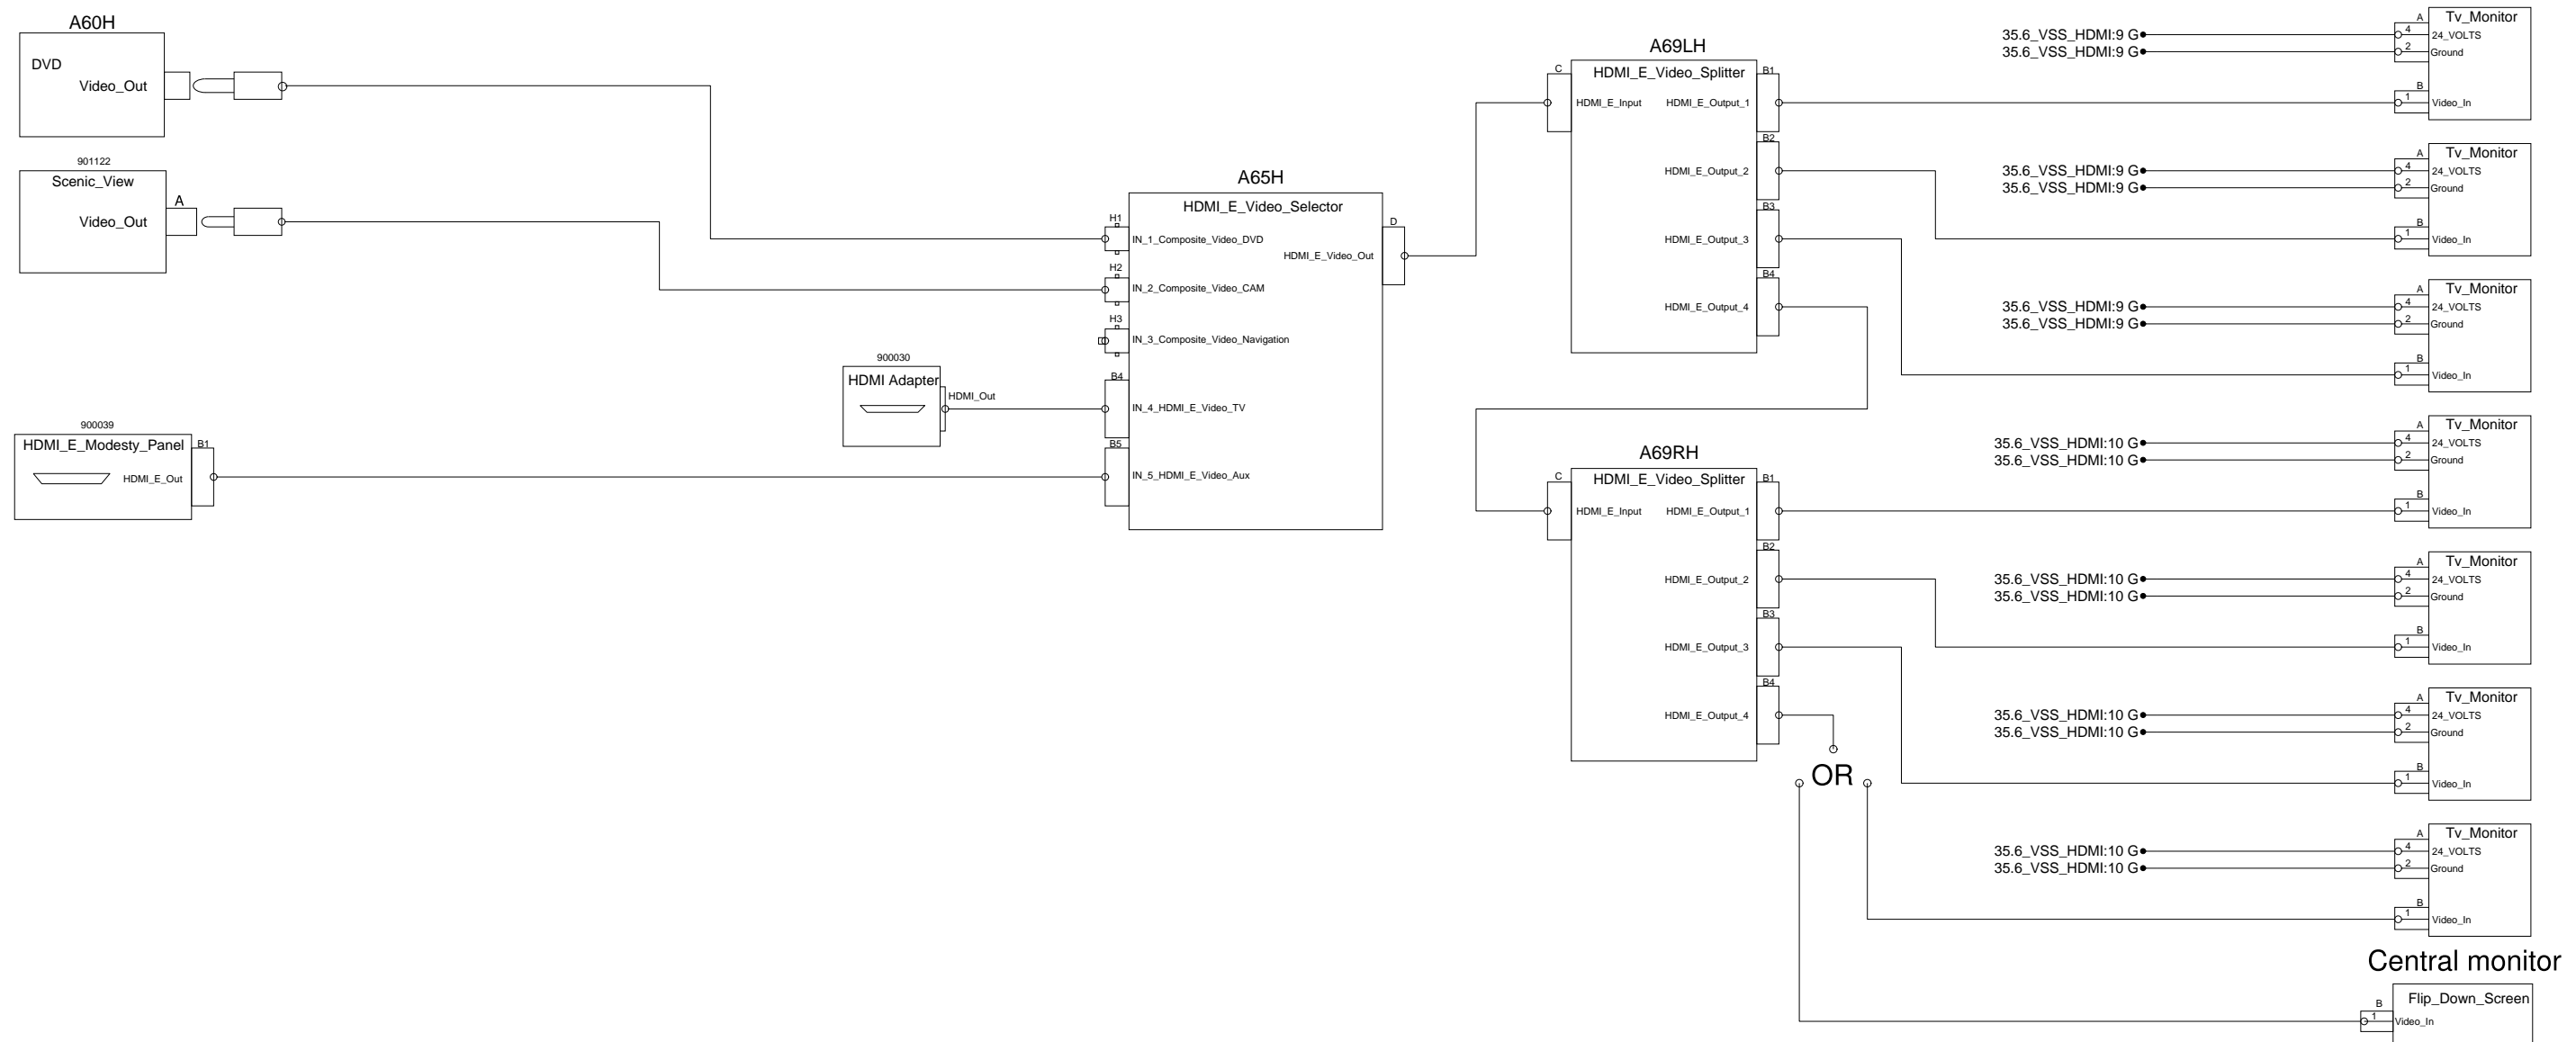 A60H
DVD
Video_Out
901122
Scenic_View
Video_Out
A
900039
HDMI_E_Modesty_Panel
B1
HDMI_E_Out
900030
HDMI Adapter
HDMI_Out
A65H
HDMI_E_Video_Selector
H1
IN_1_Composite_Video_DVD
H2
IN_2_Composite_Video_CAM
H3
IN_3_Composite_Video_Navigation
B4
IN_4_HDMI_E_Video_TV
B5
IN_5_HDMI_E_Video_Aux
D
HDMI_E_Video_Out
A69LH
HDMI_E_Video_Splitter
C
HDMI_E_Input
B1
HDMI_E_Output_1
B2
HDMI_E_Output_2
B3
HDMI_E_Output_3
B4
HDMI_E_Output_4
A69RH
HDMI_E_Video_Splitter
C
HDMI_E_Input
B1
HDMI_E_Output_1
B2
HDMI_E_Output_2
B3
HDMI_E_Output_3
B4
HDMI_E_Output_4
OR
Tv_Monitor
A
35.6_VSS_HDMI:9 G
4
24_VOLTS
35.6_VSS_HDMI:9 G
2
Ground
B
1
Video_In
Tv_Monitor
A
35.6_VSS_HDMI:9 G
4
24_VOLTS
35.6_VSS_HDMI:9 G
2
Ground
B
1
Video_In
Tv_Monitor
A
35.6_VSS_HDMI:9 G
4
24_VOLTS
35.6_VSS_HDMI:9 G
2
Ground
B
1
Video_In
Tv_Monitor
A
35.6_VSS_HDMI:10 G
4
24_VOLTS
35.6_VSS_HDMI:10 G
2
Ground
B
1
Video_In
Tv_Monitor
A
35.6_VSS_HDMI:10 G
4
24_VOLTS
35.6_VSS_HDMI:10 G
2
Ground
B
1
Video_In
Tv_Monitor
A
35.6_VSS_HDMI:10 G
4
24_VOLTS
35.6_VSS_HDMI:10 G
2
Ground
B
1
Video_In
Tv_Monitor
A
35.6_VSS_HDMI:10 G
4
24_VOLTS
35.6_VSS_HDMI:10 G
2
Ground
B
1
Video_In
Central monitor
Flip_Down_Screen
B
1
Video_In